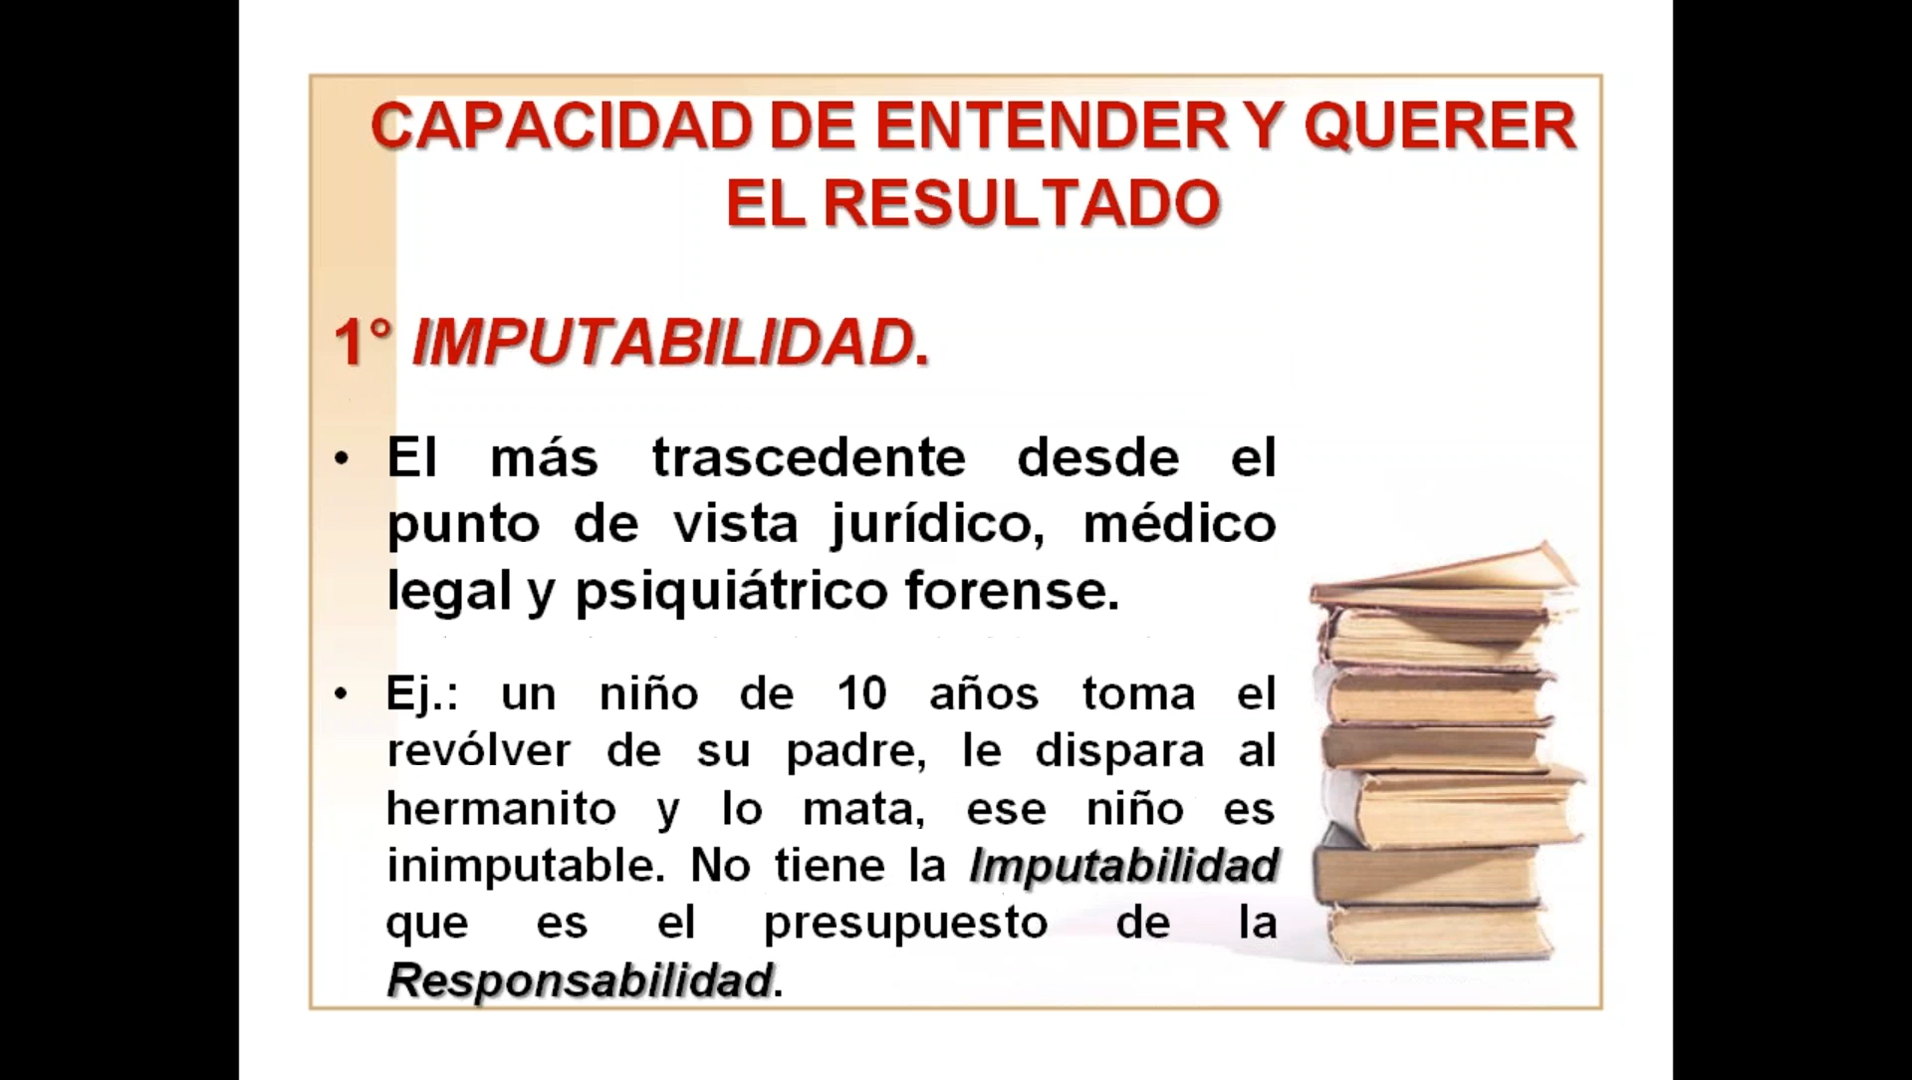 CAPACIDAD DE ENTENDER Y QUERER
EL RESULTADO
1° IMPUTABILIDAD.
• El más trascedente desde el
punto de vista jurídico, médico
legal y psiquiátrico forense.
• Ej.: un niño de 10 años toma el
revólver de su padre, le dispara al
hermanito y lo mata, ese niño es
inimputable. No tiene la Imputabilidad
que es el presupuesto de la
Responsabilidad.